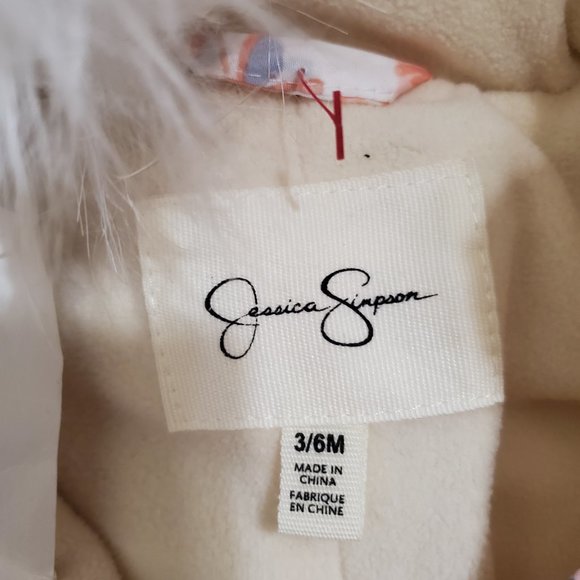 Jessica Simpson
3/6M
MADE IN
CHINA
FABRIQUE
EN CHINE